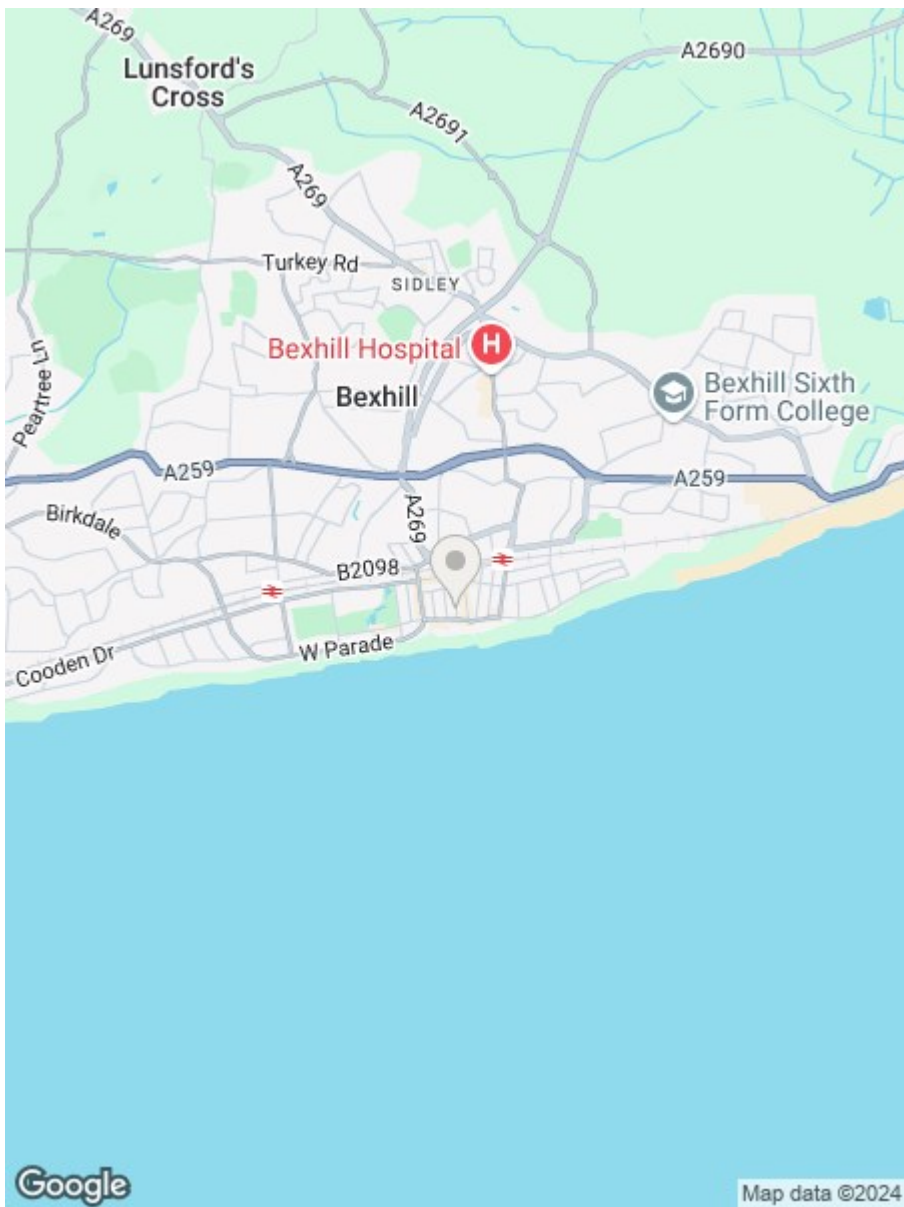 A269
A2690
Lunsford's
Cross
A2691
A269
Turkey Rd
SIDLEY
Peartree Ln
Bexhill Hospital
H
Bexhill
Bexhill Sixth
Form College
A259
A259
Birkdale
A269
B2098
W Parade
Cooden Dr
Google
Map data ©2024